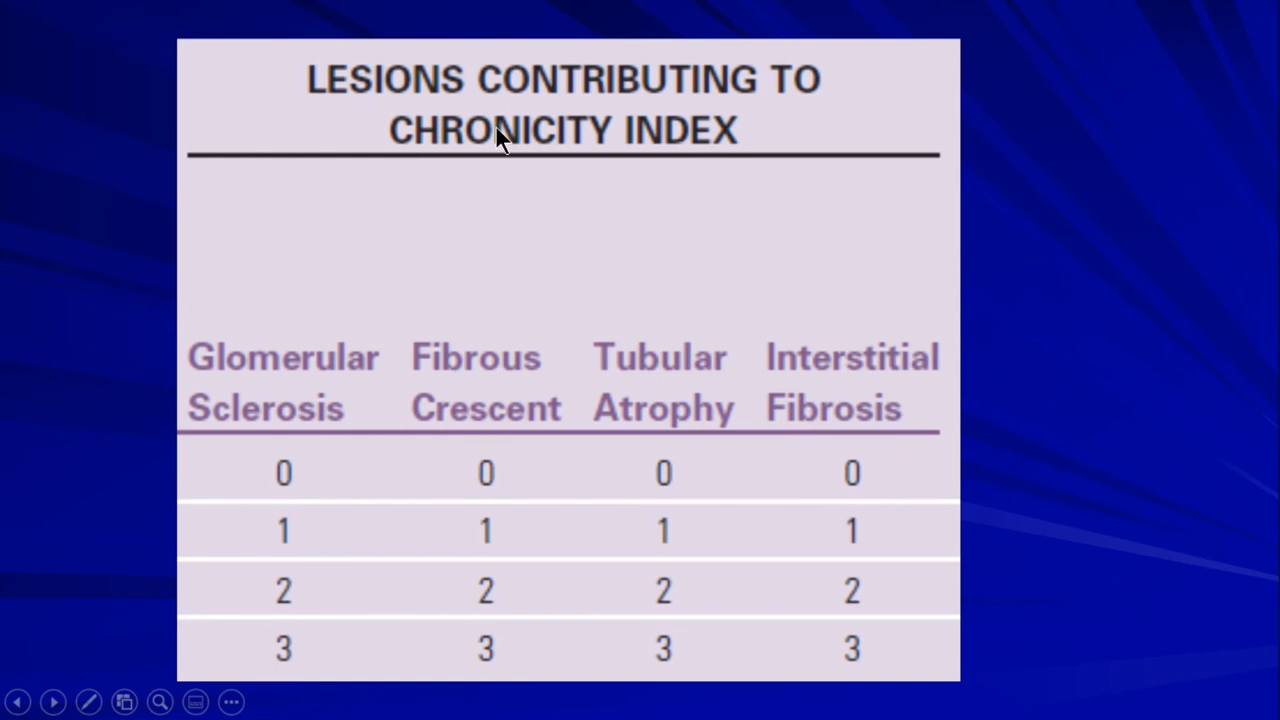 LESIONS CONTRIBUTING TO
CHRONICITY INDEX
Glomerular Sclerosis
Fibrous Crescent
Tubular Atrophy
Interstitial Fibrosis
0 0 0 0
1 1 1 1
2 2 2 2
3 3 3 3